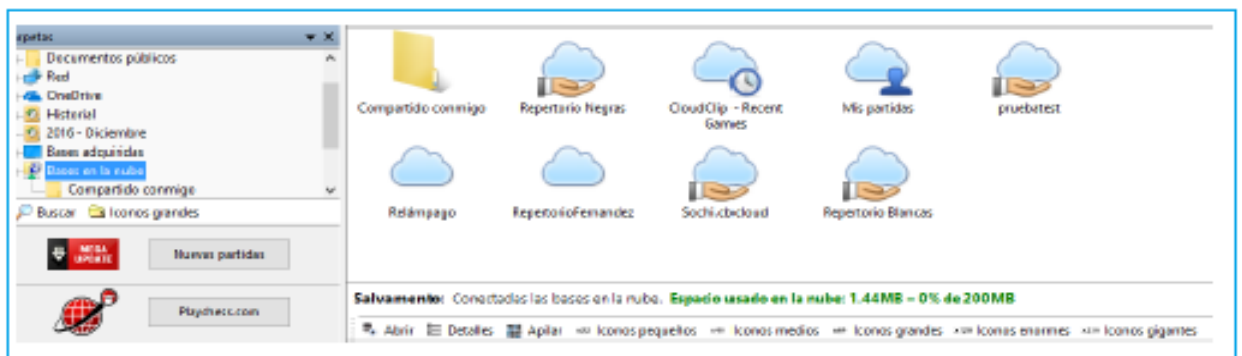 Documentos públicos
Red
OneDrive
Historial
2016 - Diciembre
Bases adquiridas
Bases en la nube
Compartido conmigo
Buscar Iconos grandes
MEGA UPDATE
Nuevas partidas
Playchess.com
Compartido conmigo
Repertorio Negras
CloudClip - Recent
Games
Mis partidas
pruebatest
Relámpago
RepertorioFernandez
Sochi.cbcloud
Repertorio Blancas
Salvamento: Conectadas las bases en la nube. Espacio usado en la nube: 1.44MB – 0% de 200MB
Abrir Detalles Apilar Iconos pequeños Iconos medios Iconos grandes Iconos enormes Iconos gigantes